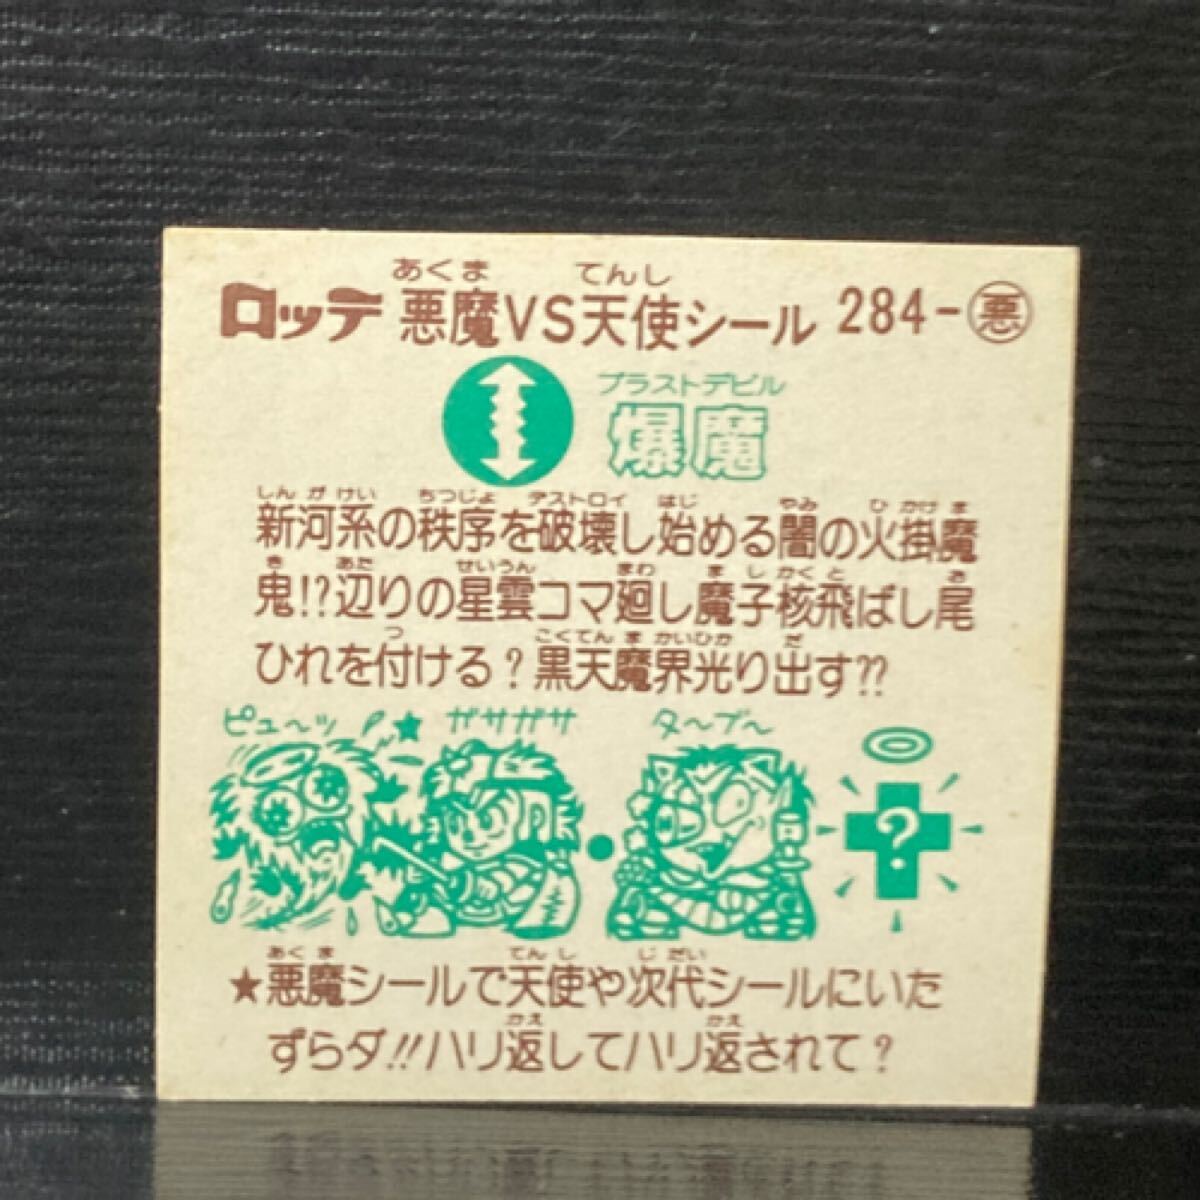 ロッテ 悪魔VS天使シール 284-悪
あくま てんし
ブラストデビル
爆魔
しんがけい ちつじょ デストロイ はじ やみ ひかけま
新河系の秩序を破壊し始める闇の火掛魔
き あた せいうん まわ ましかくと お
鬼!?辺りの星雲コマ廻し魔子核飛ばし尾
つ こくてんまかいひか だ
ひれを付ける?黒天魔界光り出す??
ピュ〜ッ ガサガサ タ〜ブ〜
?
あくま てんし じだい
★悪魔シールで天使や次代シールにいた
かえ かえ
ずらダ!!ハリ返してハリ返されて?